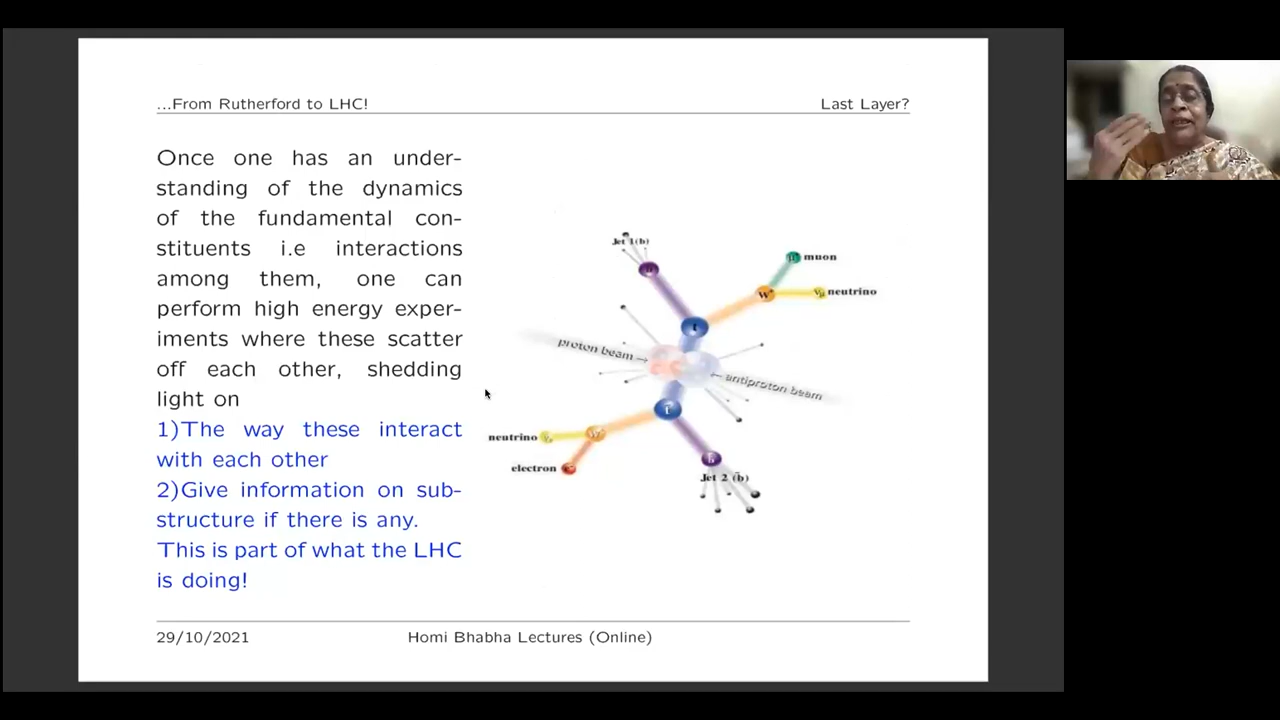 ...From Rutherford to LHC!
Last Layer?
Once one has an under-
standing of the dynamics
of the fundamental con-
stituents i.e interactions
among them, one can
perform high energy exper-
iments where these scatter
off each other, shedding
light on
1)The way these interact
with each other
2)Give information on sub-
structure if there is any.
This is part of what the LHC
is doing!
Jet 1(b)
muon
W
neutrino
t
proton beam
antiproton beam
neutrino
electron
Jet 2 (b̄)
29/10/2021
Homi Bhabha Lectures (Online)